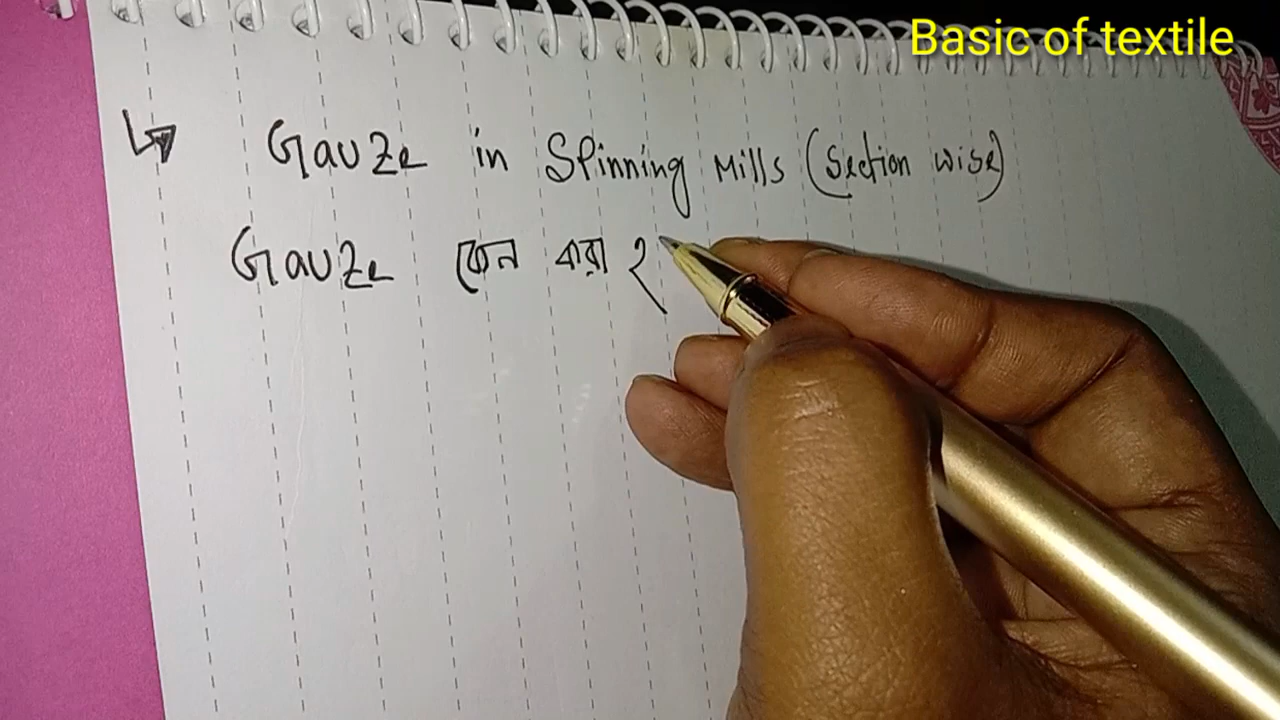 Basic of textile
Gauze in Spinning Mills (Section wise)
Gauze কেন করা হ